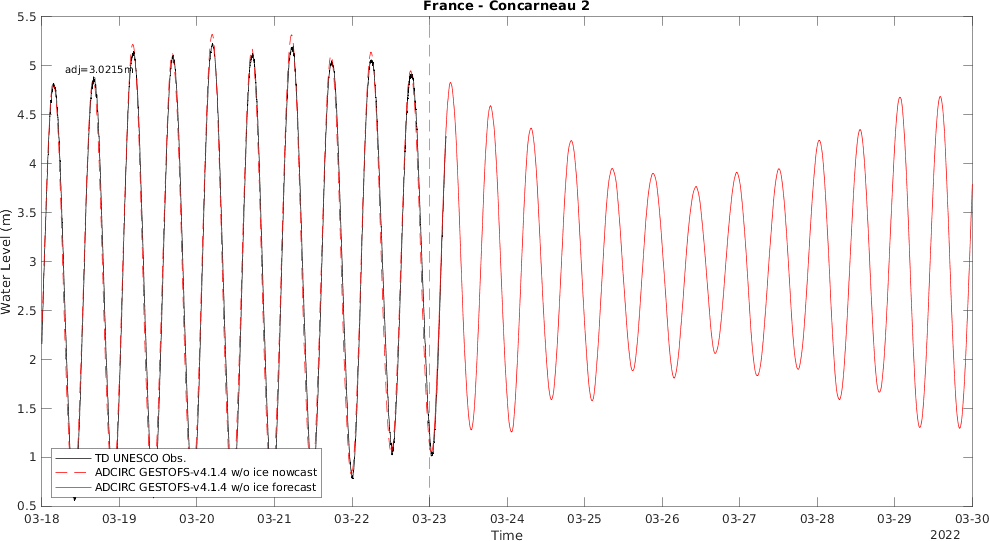 France - Concarneau 2
adj=3.0215m
Water Level (m)
5.5
5
4.5
4
3.5
3
2.5
2
1.5
1
0.5
TD UNESCO Obs.
ADCIRC GESTOFS-v4.1.4 w/o ice nowcast
ADCIRC GESTOFS-v4.1.4 w/o ice forecast
03-18 03-19 03-20 03-21 03-22 03-23 03-24 03-25 03-26 03-27 03-28 03-29 03-30
Time
2022